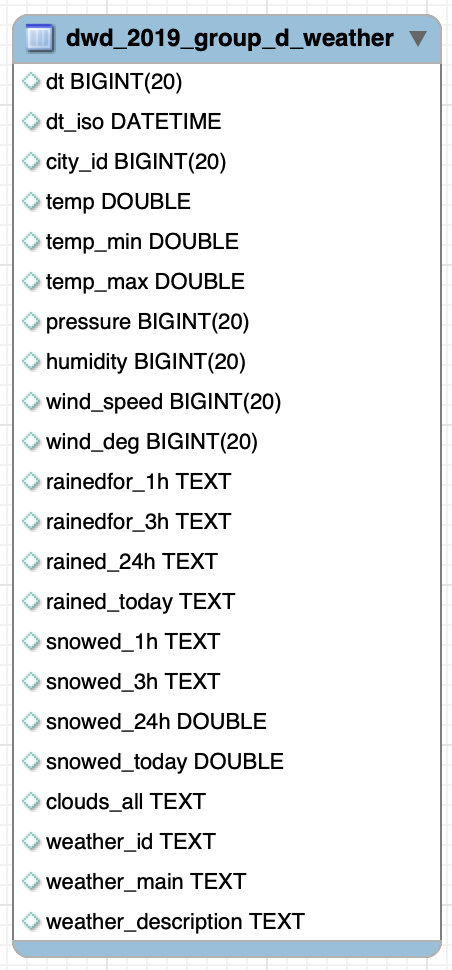 dwd_2019_group_d_weather
dt BIGINT(20)
dt_iso DATETIME
city_id BIGINT(20)
temp DOUBLE
temp_min DOUBLE
temp_max DOUBLE
pressure BIGINT(20)
humidity BIGINT(20)
wind_speed BIGINT(20)
wind_deg BIGINT(20)
rainedfor_1h TEXT
rainedfor_3h TEXT
rained_24h TEXT
rained_today TEXT
snowed_1h TEXT
snowed_3h TEXT
snowed_24h DOUBLE
snowed_today DOUBLE
clouds_all TEXT
weather_id TEXT
weather_main TEXT
weather_description TEXT